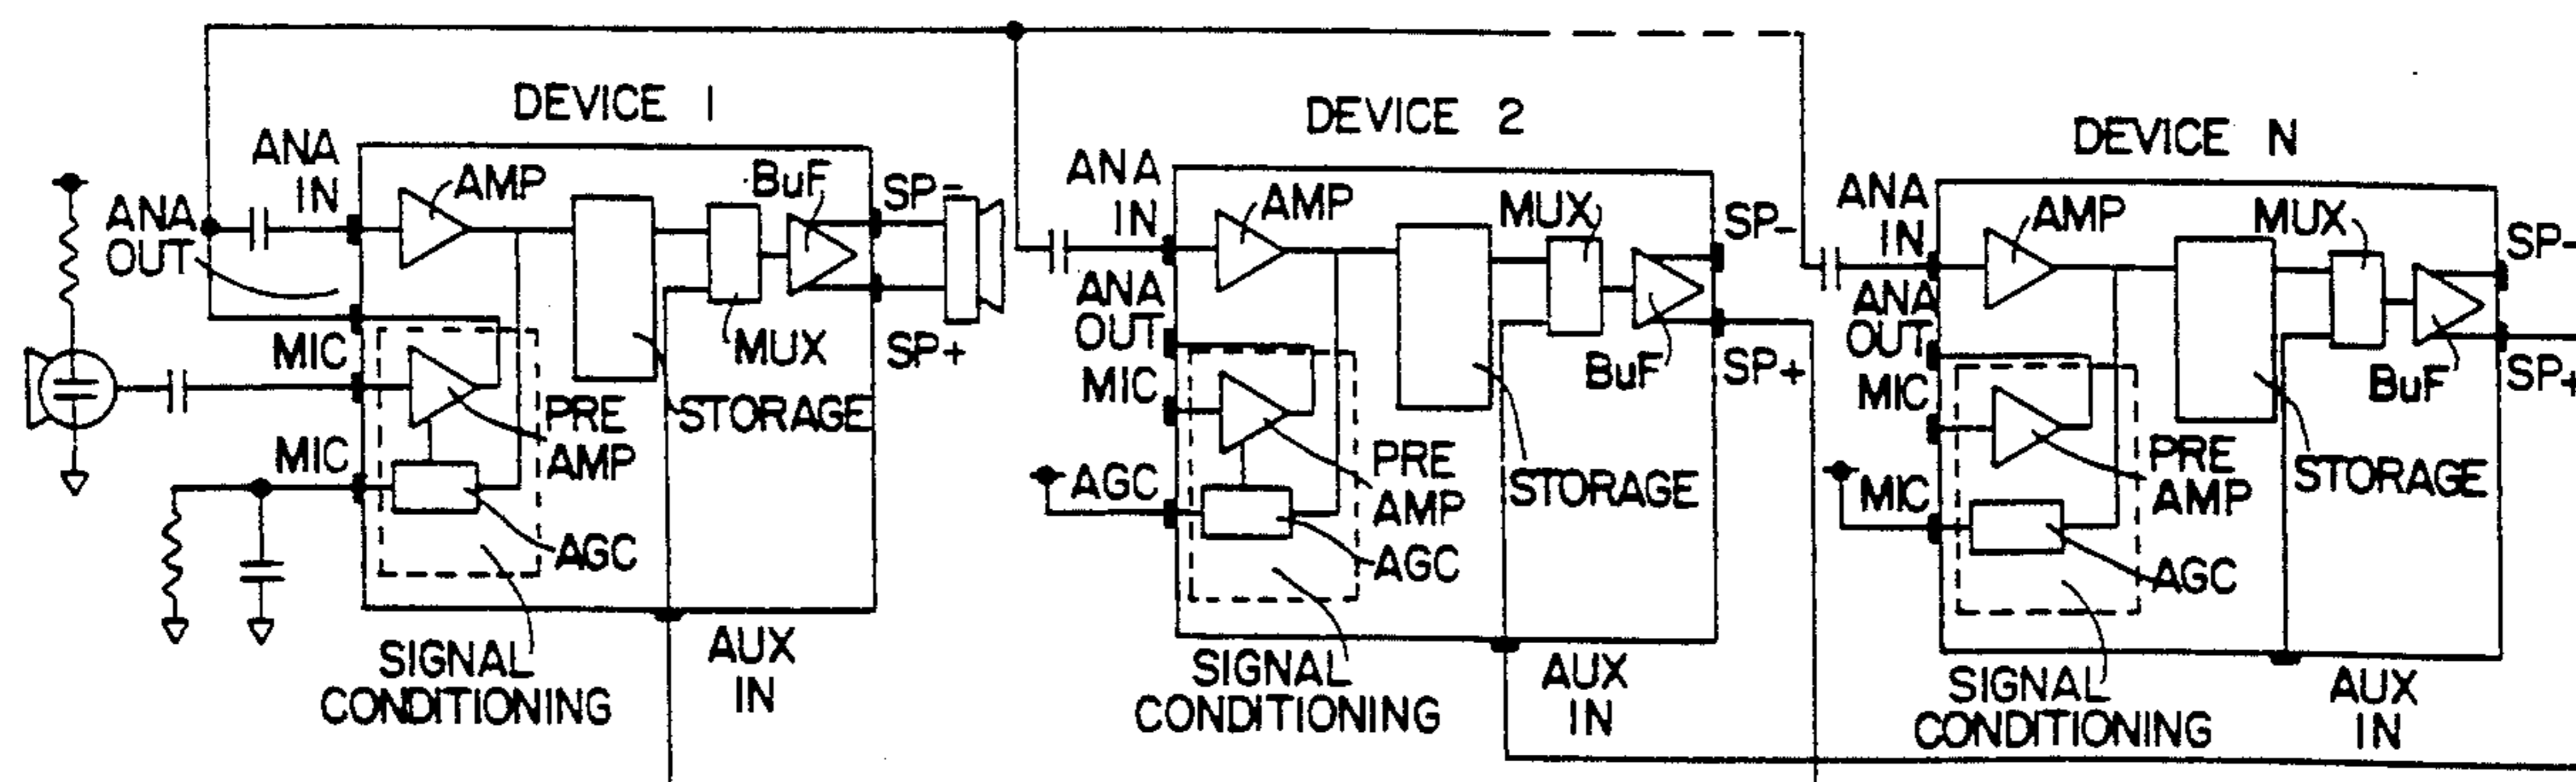 DEVICE 1
ANA
IN
AMP
BuF
SP-
ANA
OUT
MIC
MUX
SP+
STORAGE
PRE
AMP
MIC
AGC
SIGNAL
CONDITIONING
AUX
IN
DEVICE 2
ANA
IN
AMP
MUX
SP-
ANA
OUT
MIC
BuF
SP+
AGC
PRE
AMP
STORAGE
AGC
SIGNAL
CONDITIONING
AUX
IN
DEVICE N
ANA
IN
AMP
MUX
SP-
ANA
OUT
MIC
BuF
SP+
MIC
PRE
AMP
STORAGE
AGC
SIGNAL
CONDITIONING
AUX
IN